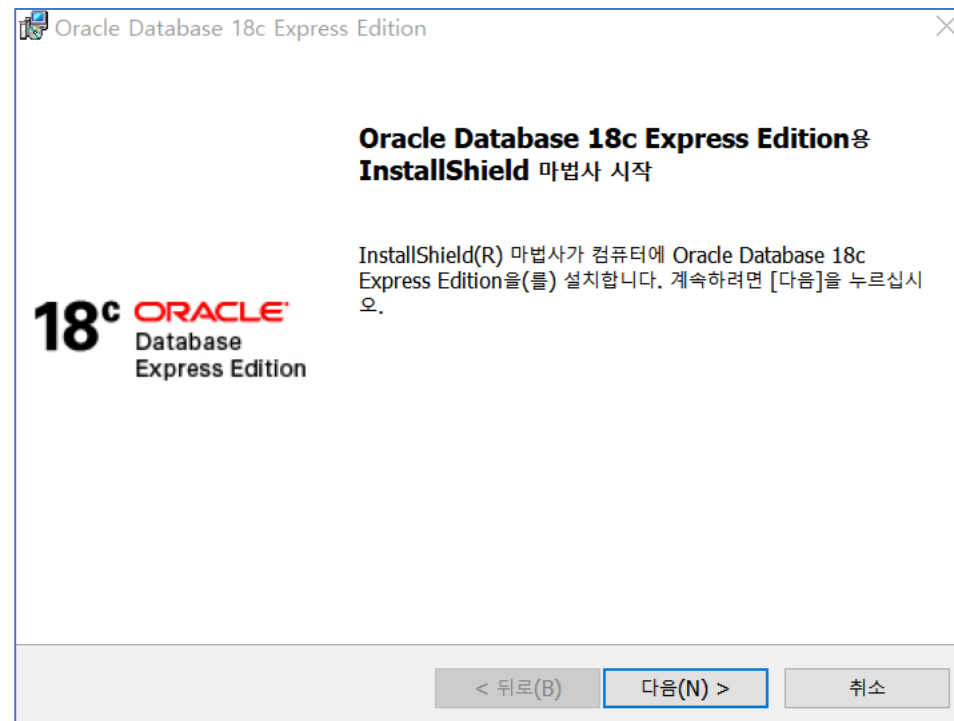 Oracle Database 18c Express Edition
Oracle Database 18c Express Edition용
InstallShield 마법사 시작
InstallShield(R) 마법사가 컴퓨터에 Oracle Database 18c
Express Edition을(를) 설치합니다. 계속하려면 [다음]을 누르십시
오.
18c ORACLE
Database
Express Edition
< 뒤로(B)
다음(N) >
취소